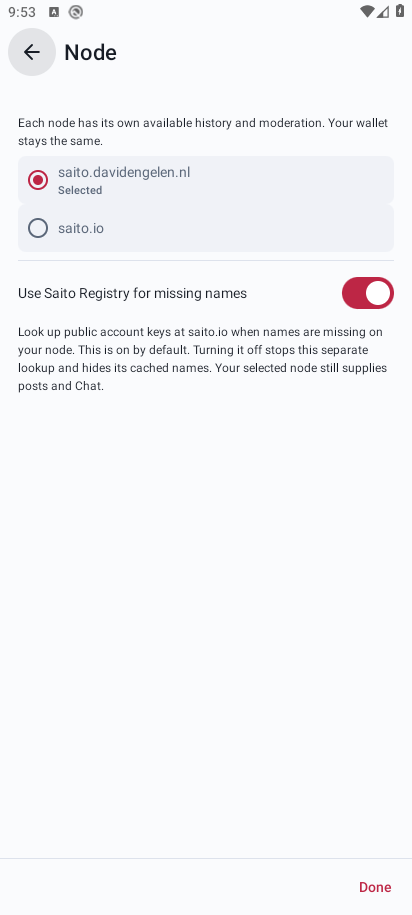 9:53
Node
Each node has its own available history and moderation. Your wallet
stays the same.
saito.davidengelen.nl
Selected
saito.io
Use Saito Registry for missing names
Look up public account keys at saito.io when names are missing on
your node. This is on by default. Turning it off stops this separate
lookup and hides its cached names. Your selected node still supplies
posts and Chat.
Done